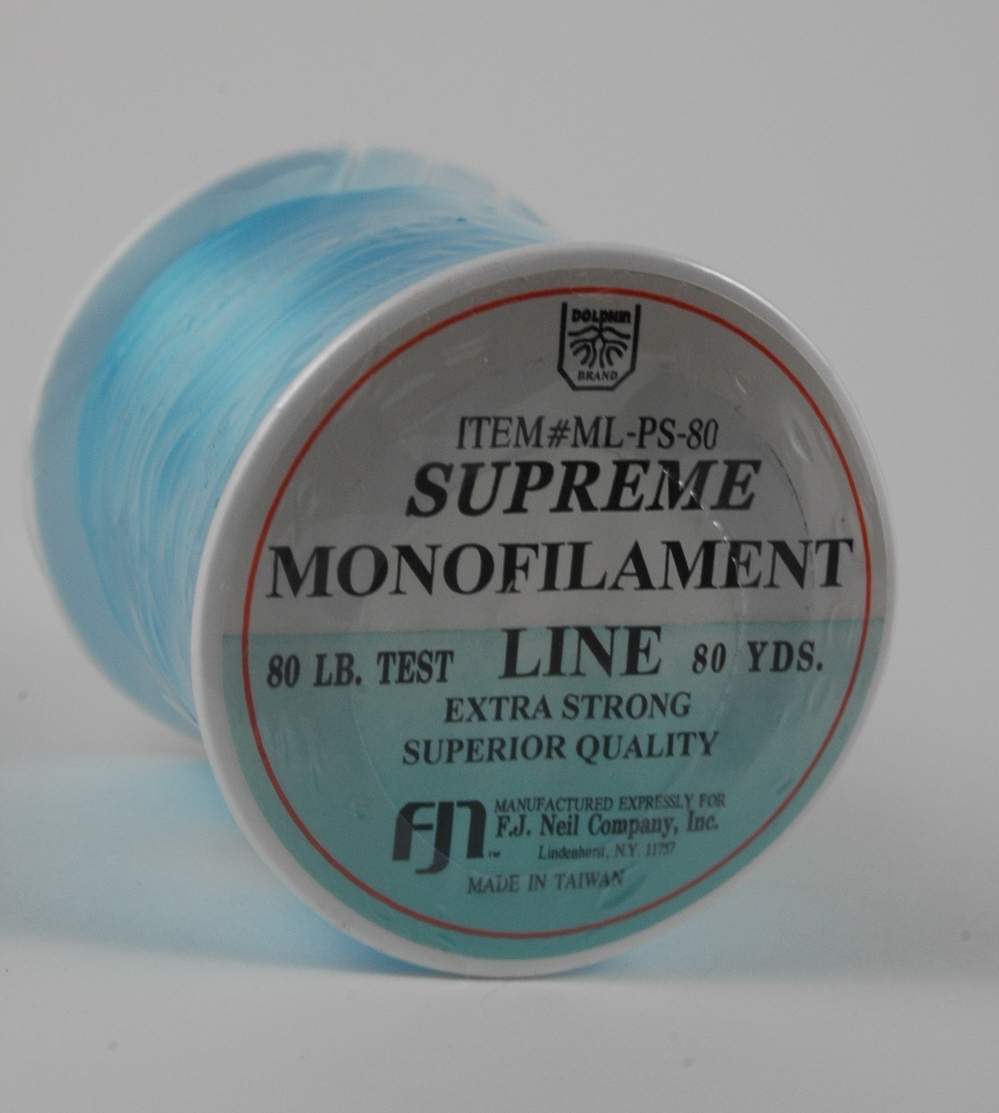 DOLPHIN
BRAND
ITEM#ML-PS-80
SUPREME
MONOFILAMENT
LINE
80 LB. TEST
80 YDS.
EXTRA STRONG
SUPERIOR QUALITY
FJN™
MANUFACTURED EXPRESSLY FOR
F.J. Neil Company, Inc.
Lindenhurst, N.Y. 11757
MADE IN TAIWAN